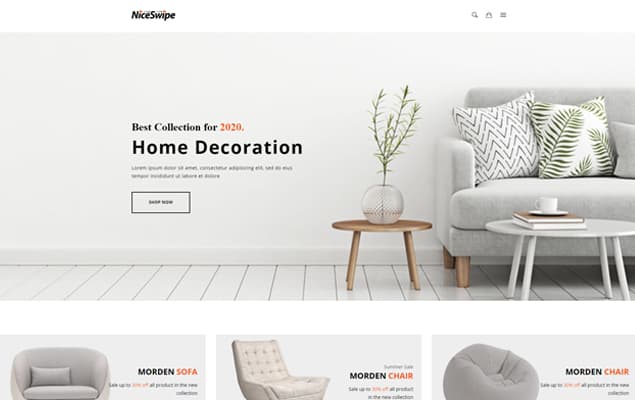 NiceSwipe
Best Collection for 2020.
Home Decoration
Lorem ipsum dolor sit amet, consectetur adipiscing elit, sed do eius
tempor incididunt ut labore et dolore
SHOP NOW
MORDEN SOFA
Sale up to 30% off all product in the new
collection
Summer Sale
MORDEN CHAIR
Sale up to 30% off all product
in the new collection
MORDEN CHAIR
Sale up to 30% off all product in the new
collection